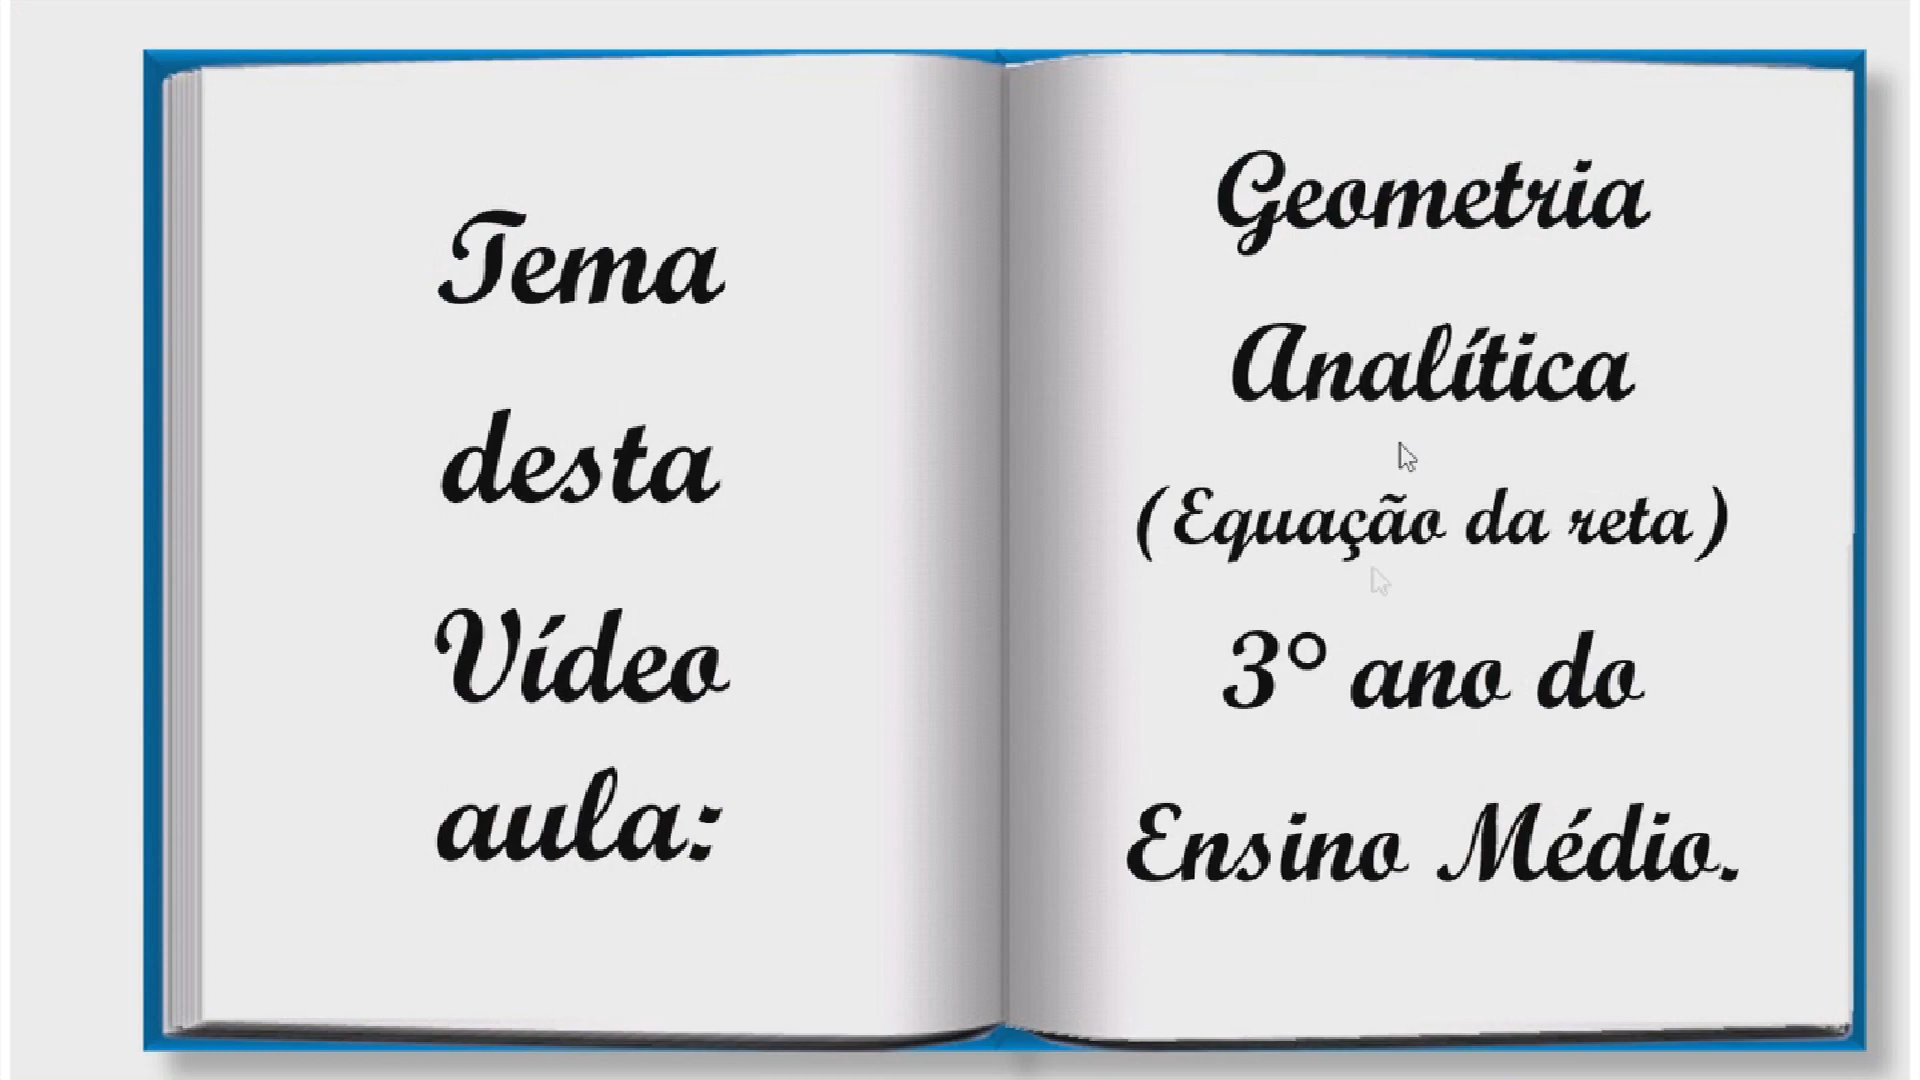 Tema
desta
Vídeo
aula:
Geometria
Analítica
(Equação da reta)
3° ano do
Ensino Médio.